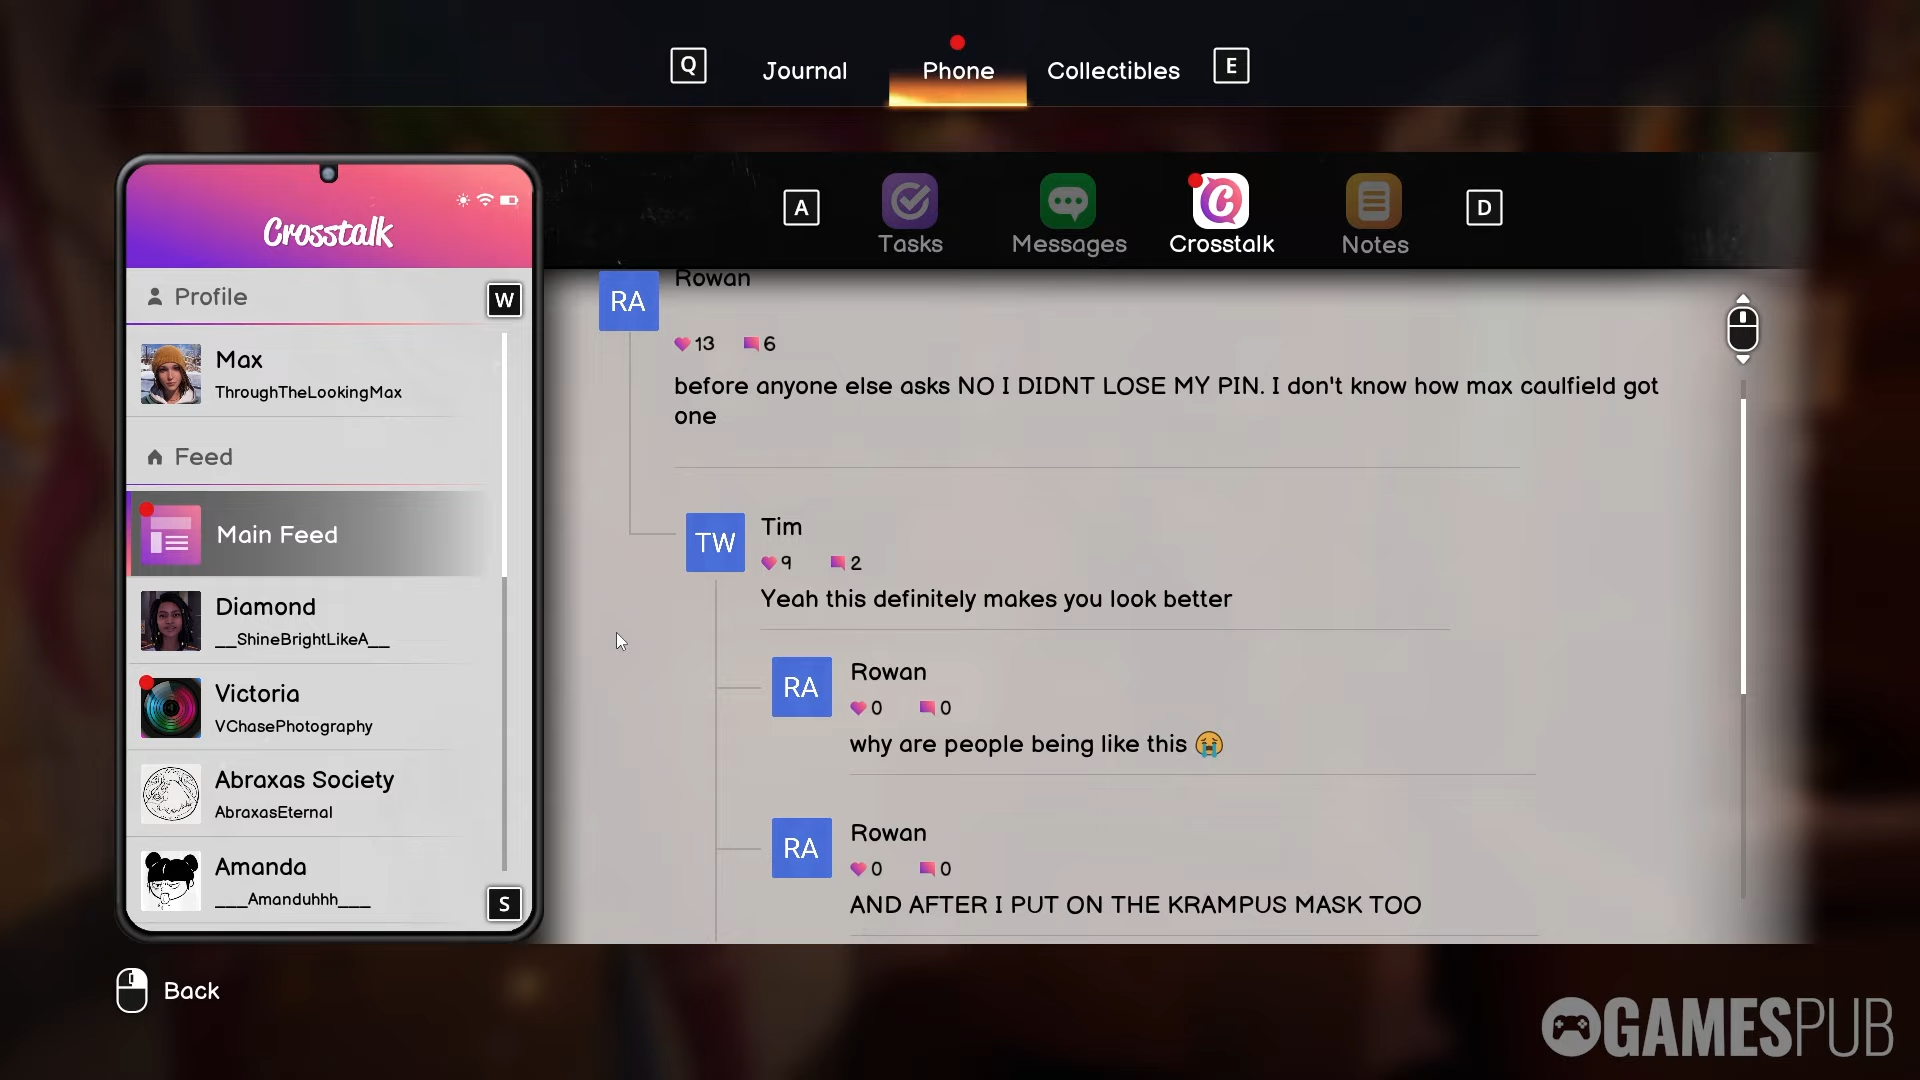 Q Journal Phone Collectibles E
Crosstalk
Profile W
Max
ThroughTheLookingMax
Feed
Main Feed
Diamond
__ShineBrightLikeA__
Victoria
VChasePhotography
Abraxas Society
AbraxasEternal
Amanda
___Amanduhhh___
S
A Tasks Messages Crosstalk Notes D
RA Rowan
13 6
before anyone else asks NO I DIDNT LOSE MY PIN. I don't know how max caulfield got
one
TW Tim
9 2
Yeah this definitely makes you look better
RA Rowan
0 0
why are people being like this 😭
RA Rowan
0 0
AND AFTER I PUT ON THE KRAMPUS MASK TOO
Back
GAMESPUB